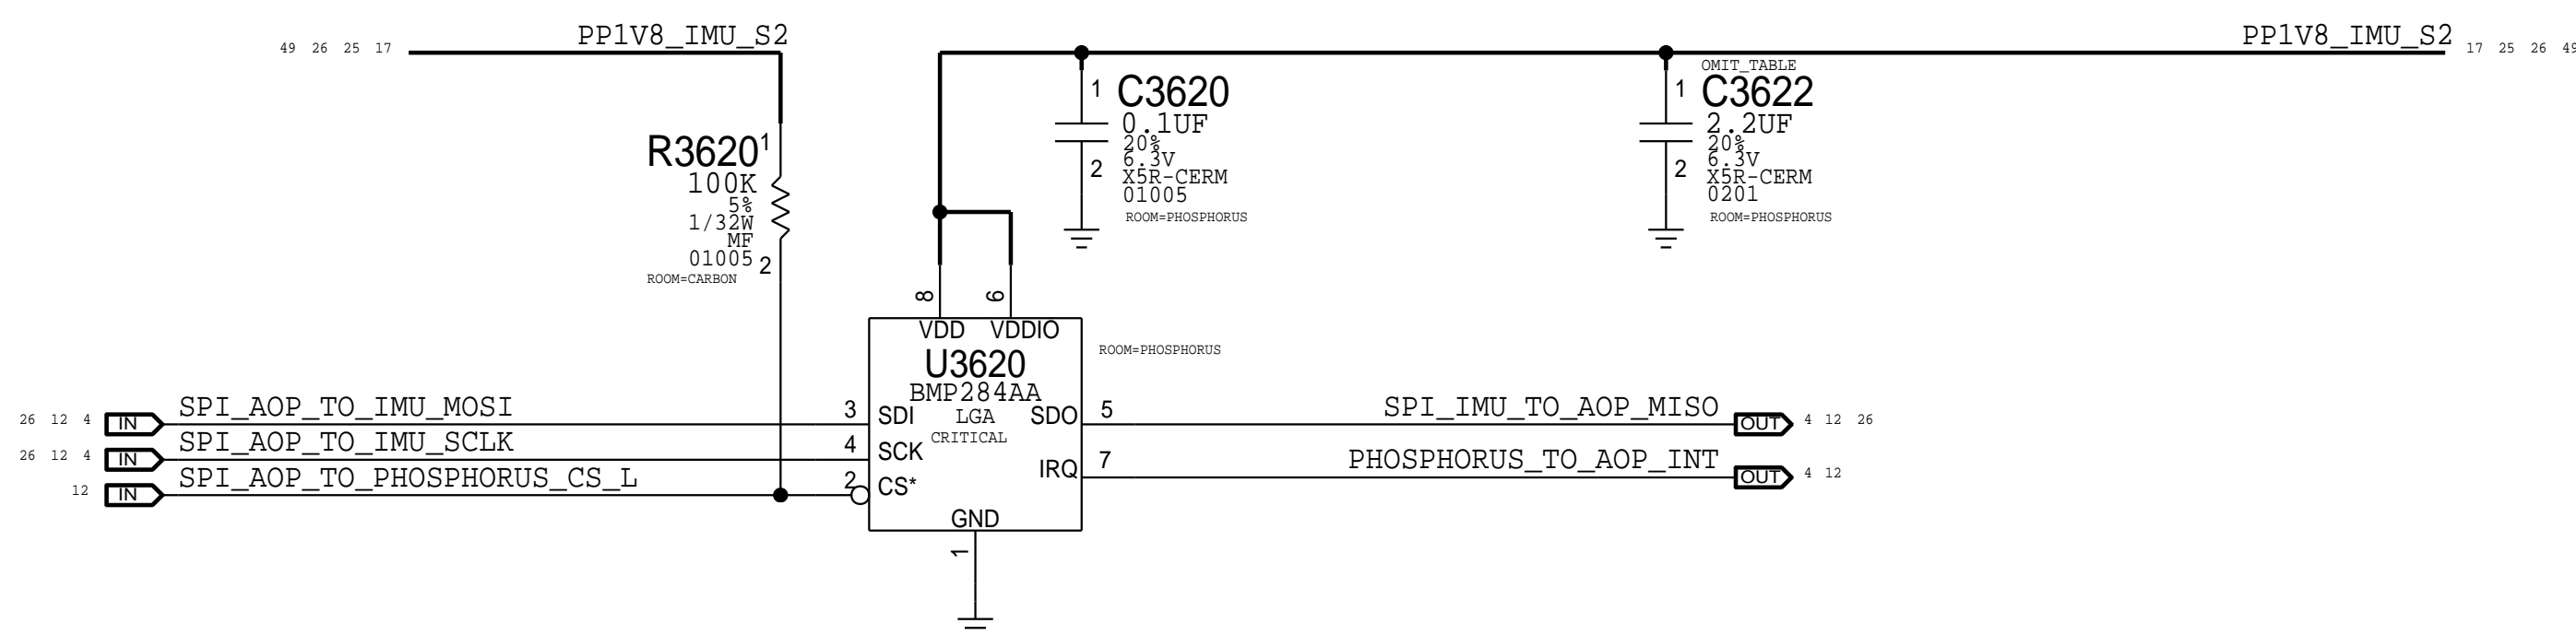 PP1V8_IMU_S2
49 26 25 17
PP1V8_IMU_S2
17 25 26 49
OMIT_TABLE
1 C3620
0.1UF
20%
6.3V
2 X5R-CERM
01005
ROOM=PHOSPHORUS
1 C3622
2.2UF
20%
6.3V
2 X5R-CERM
0201
ROOM=PHOSPHORUS
R3620 1
100K
5%
1/32W
MF
01005 2
ROOM=CARBON
8 6
VDD VDDIO
U3620
BMP284AA
LGA
CRITICAL
ROOM=PHOSPHORUS
26 12 4 IN SPI_AOP_TO_IMU_MOSI 3 SDI
26 12 4 IN SPI_AOP_TO_IMU_SCLK 4 SCK
12 IN SPI_AOP_TO_PHOSPHORUS_CS_L 2 CS*
SDO 5 SPI_IMU_TO_AOP_MISO OUT 4 12 26
IRQ 7 PHOSPHORUS_TO_AOP_INT OUT 4 12
GND
1